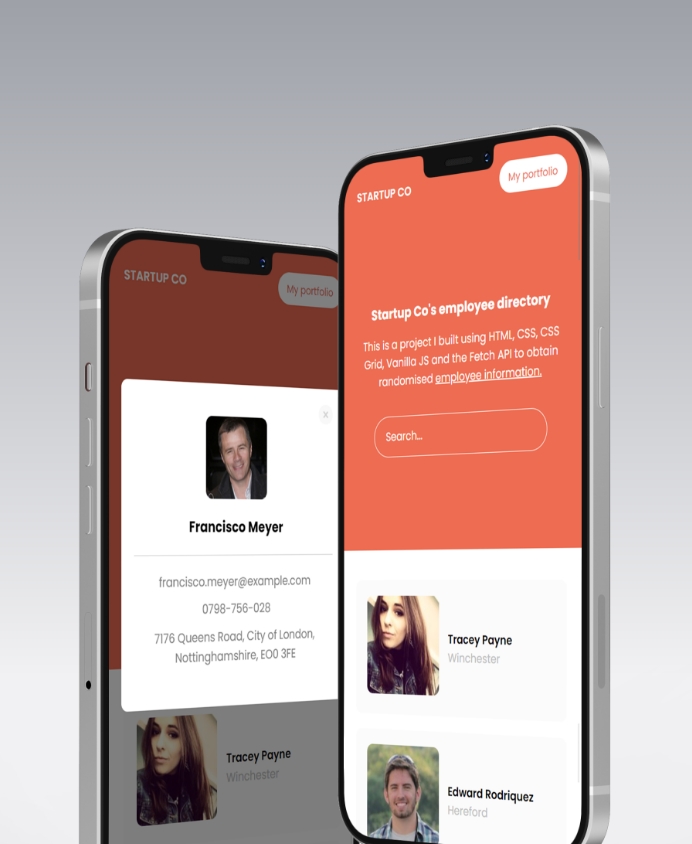 STARTUP CO
My portfolio
Francisco Meyer
francisco.meyer@example.com
0798-756-028
7176 Queens Road, City of London,
Nottinghamshire, EO0 3FE
Tracey Payne
Winchester
STARTUP CO
My portfolio
Startup Co's employee directory
This is a project I built using HTML, CSS, CSS
Grid, Vanilla JS and the Fetch API to obtain
randomised employee information.
Search...
Tracey Payne
Winchester
Edward Rodriquez
Hereford
x